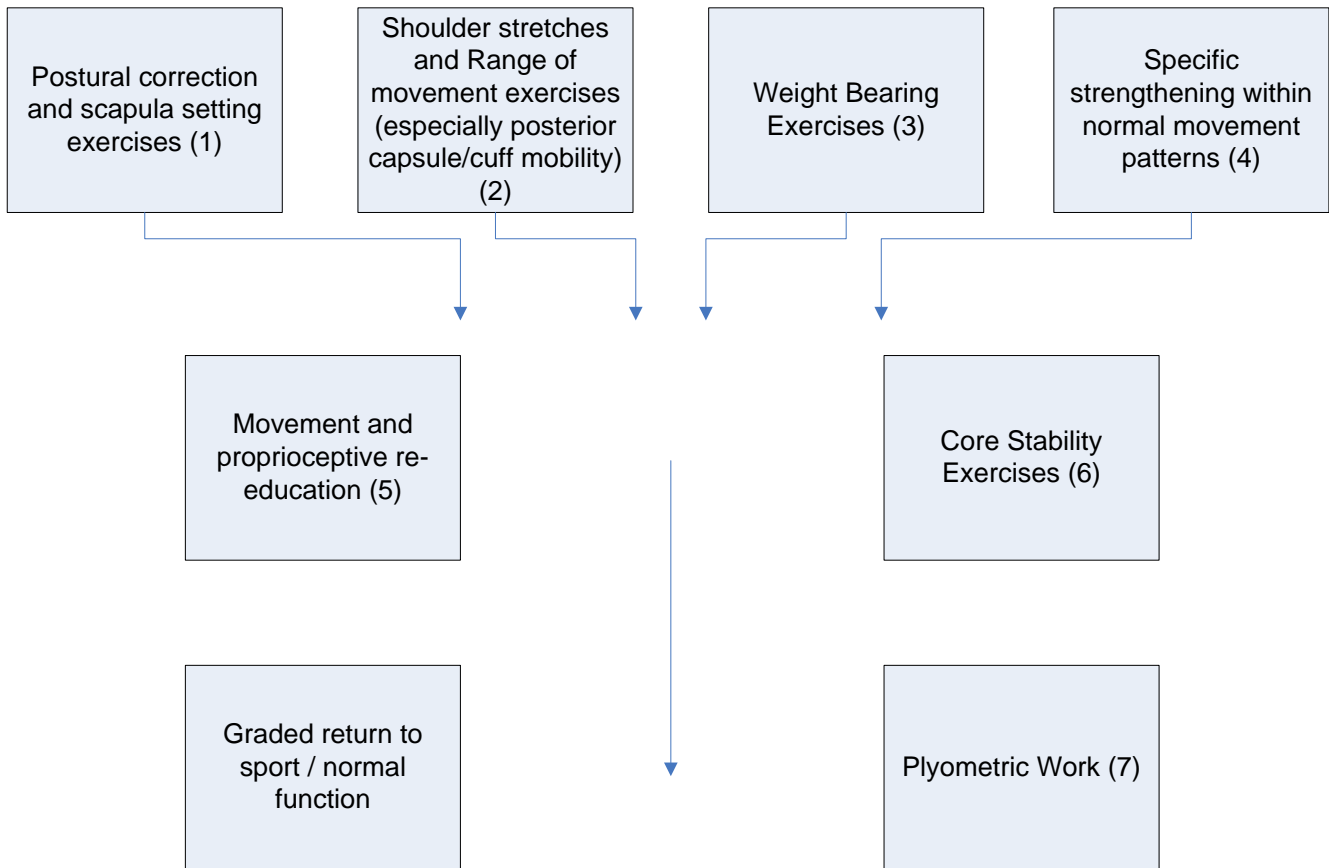 Postural correction
and scapula setting
exercises (1)
Shoulder stretches
and Range of
movement exercises
(especially posterior
capsule/cuff mobility)
(2)
Weight Bearing
Exercises (3)
Specific
strengthening within
normal movement
patterns (4)
Movement and
proprioceptive re-
education (5)
Core Stability
Exercises (6)
Graded return to
sport / normal
function
Plyometric Work (7)